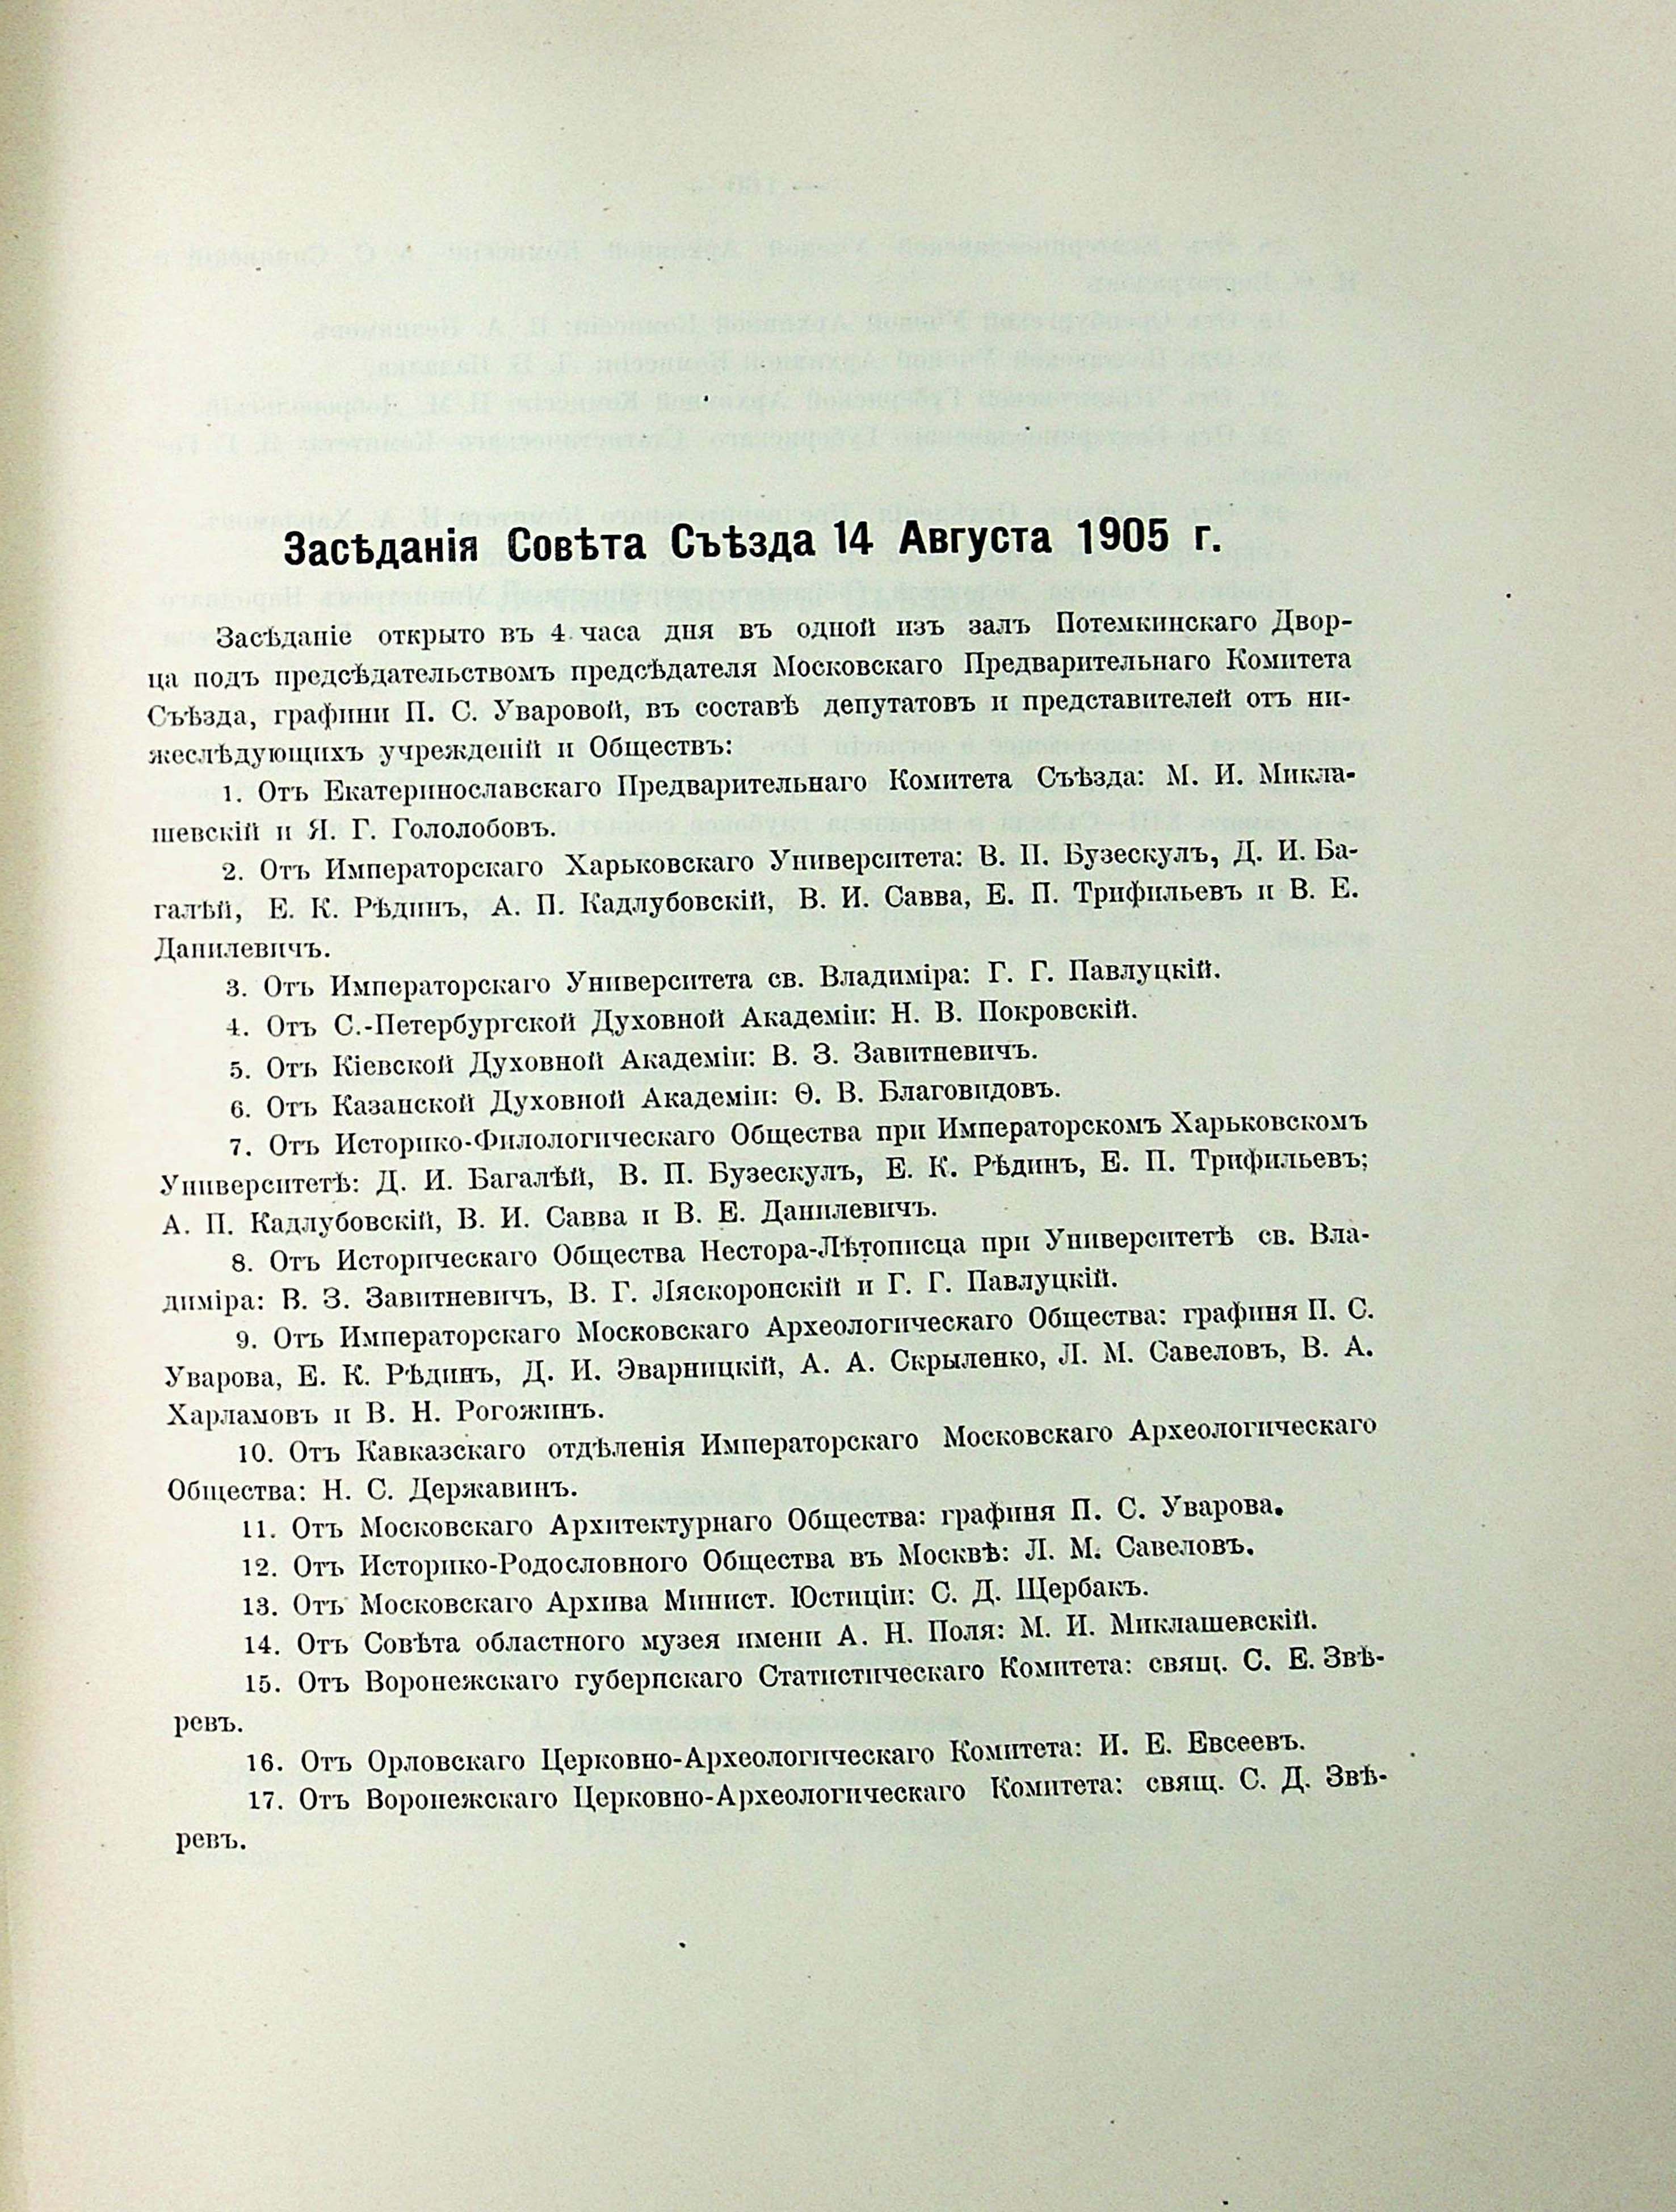 Засѣданія Совѣта Съѣзда 14 Августа 1905 г.
Засѣданіе открыто въ 4 часа дня въ одной изъ залъ Потемкинскаго Двор-
ца подъ предсѣдательствомъ предсѣдателя Московскаго Предварительнаго Комитета
Съѣзда, графини П. С. Уваровой, въ составѣ депутатовъ и представителей отъ ни-
жеслѣдующихъ учрежденій и Обществъ:
1. Отъ Екатеринославскаго Предварительнаго Комитета Съѣзда: М. И. Микла-
шевскій и Я. Г. Гололобовъ.
2. Отъ Императорскаго Харьковскаго Университета: В. П. Бузескулъ, Д. И. Ба-
галѣй, Е. К. Рѣдинъ, А. П. Кадлубовскій, В. И. Савва, Е. П. Трифильевъ и В. Е.
Данилевичъ.
3. Отъ Императорскаго Университета св. Владиміра: Г. Г. Павлуцкій.
4. Отъ С.-Петербургской Духовной Академіи: Н. В. Покровскій.
5. Отъ Кіевской Духовной Академіи: В. З. Завитневичъ.
6. Отъ Казанской Духовной Академіи: Ѳ. В. Благовидовъ.
7. Отъ Историко-Филологическаго Общества при Императорскомъ Харьковскомъ
Университетѣ: Д. И. Багалѣй, В. П. Бузескулъ, Е. К. Рѣдинъ, Е. П. Трифильевъ;
А. П. Кадлубовскій, В. И. Савва и В. Е. Данилевичъ.
8. Отъ Историческаго Общества Нестора-Лѣтописца при Университетѣ св. Вла-
диміра: В. З. Завитневичъ, В. Г. Ляскоронскій и Г. Г. Павлуцкій.
9. Отъ Императорскаго Московскаго Археологическаго Общества: графиня П. С.
Уварова, Е. К. Рѣдинъ, Д. И. Эварницкій, А. А. Скрыленко, Л. М. Савеловъ, В. А.
Харламовъ и В. Н. Рогожинъ.
10. Отъ Кавказскаго отдѣленія Императорскаго Московскаго Археологическаго
Общества: Н. С. Державинъ.
11. Отъ Московскаго Архитектурнаго Общества: графиня П. С. Уварова.
12. Отъ Историко-Родословного Общества въ Москвѣ: Л. М. Савеловъ.
13. Отъ Московскаго Архива Минист. Юстиціи: С. Д. Щербакъ.
14. Отъ Совѣта областного музея имени А. Н. Поля: М. И. Миклашевскій.
15. Отъ Воронежскаго губернскаго Статистическаго Комитета: свящ. С. Е. Звѣ-
ревъ.
16. Отъ Орловскаго Церковно-Археологическаго Комитета: И. Е. Евсеевъ.
17. Отъ Воронежскаго Церковно-Археологическаго Комитета: свящ. С. Д. Звѣ-
ревъ.